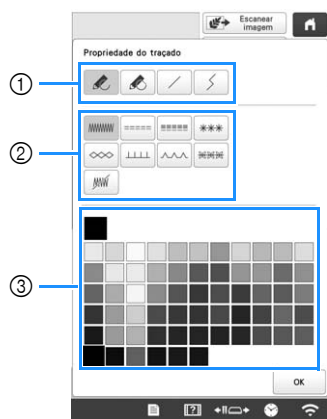 Escanear
imagem
Propriedade do traçado
①
②
③
OK